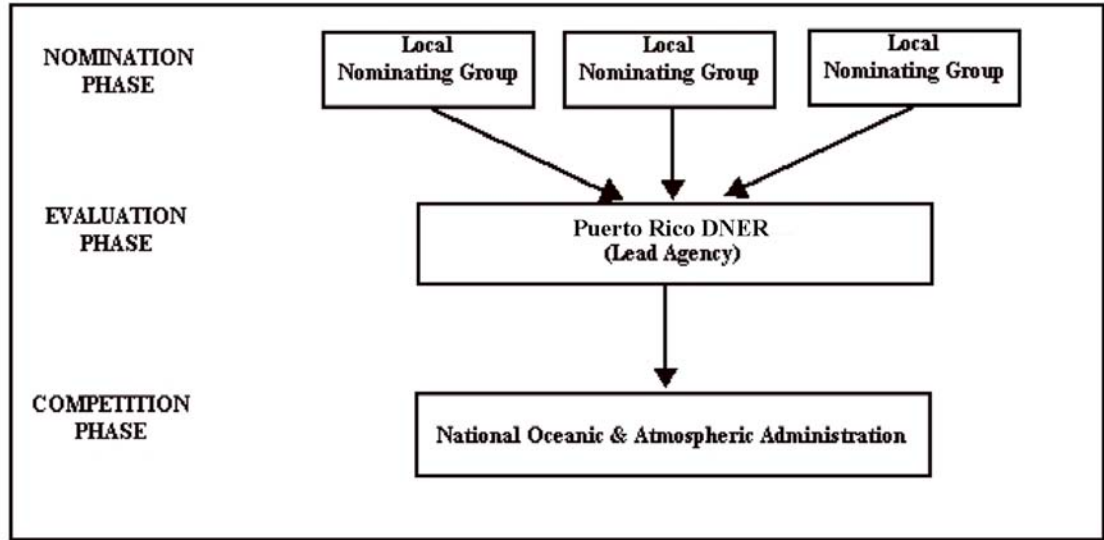 NOMINATION
PHASE
Local
Nominating Group
Local
Nominating Group
Local
Nominating Group
EVALUATION
PHASE
Puerto Rico DNER
(Lead Agency)
COMPETITION
PHASE
National Oceanic & Atmospheric Administration